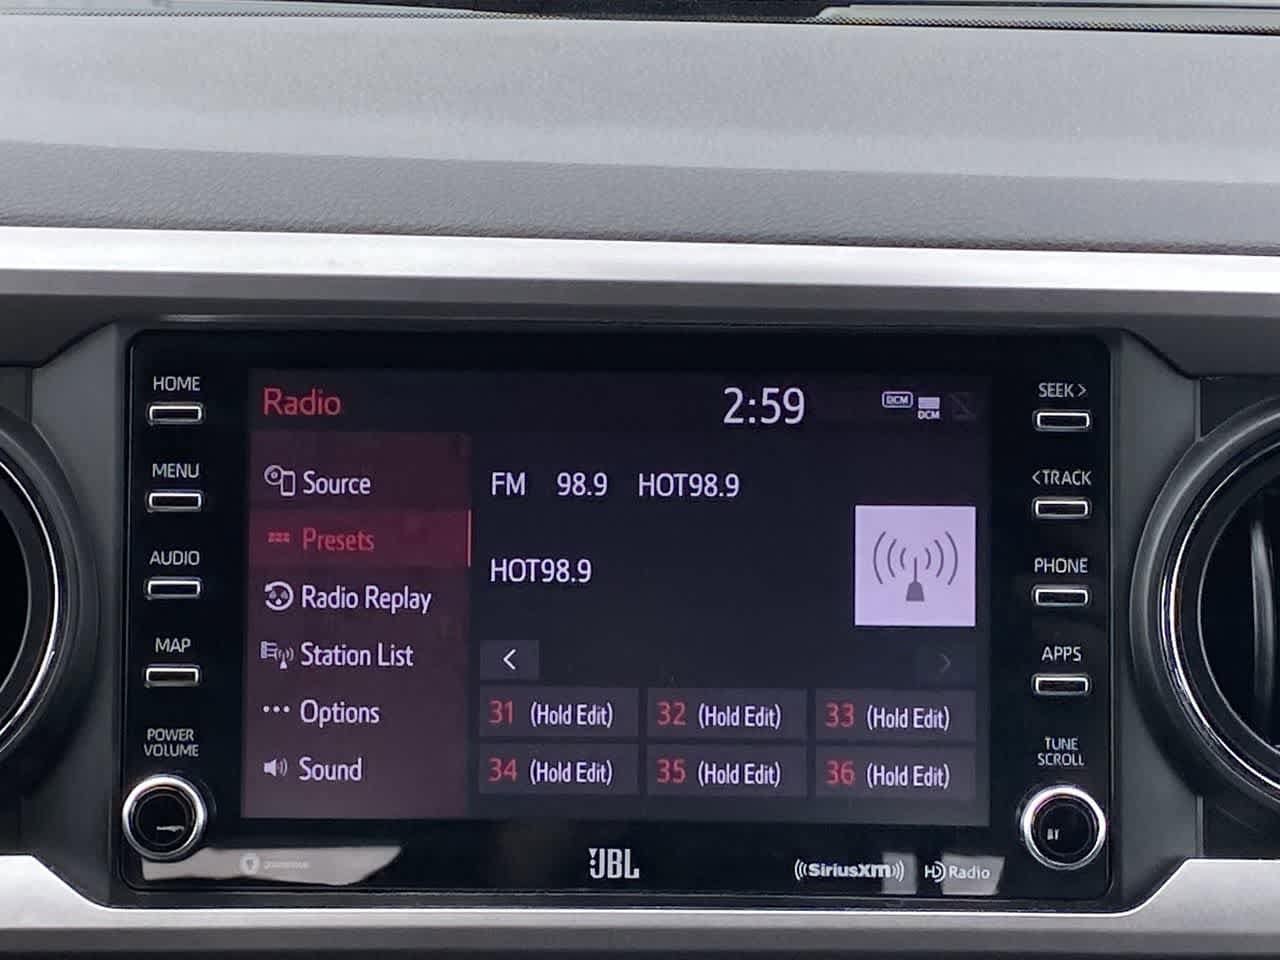 HOME
MENU
AUDIO
MAP
POWER
VOLUME
Radio
2:59
DCM
DCM
Source
Presets
Radio Replay
Station List
Options
Sound
FM 98.9 HOT98.9
HOT98.9
<
>
31 (Hold Edit) 32 (Hold Edit) 33 (Hold Edit)
34 (Hold Edit) 35 (Hold Edit) 36 (Hold Edit)
SEEK >
< TRACK
PHONE
APPS
TUNE
SCROLL
JBL
((SiriusXM))
HD Radio